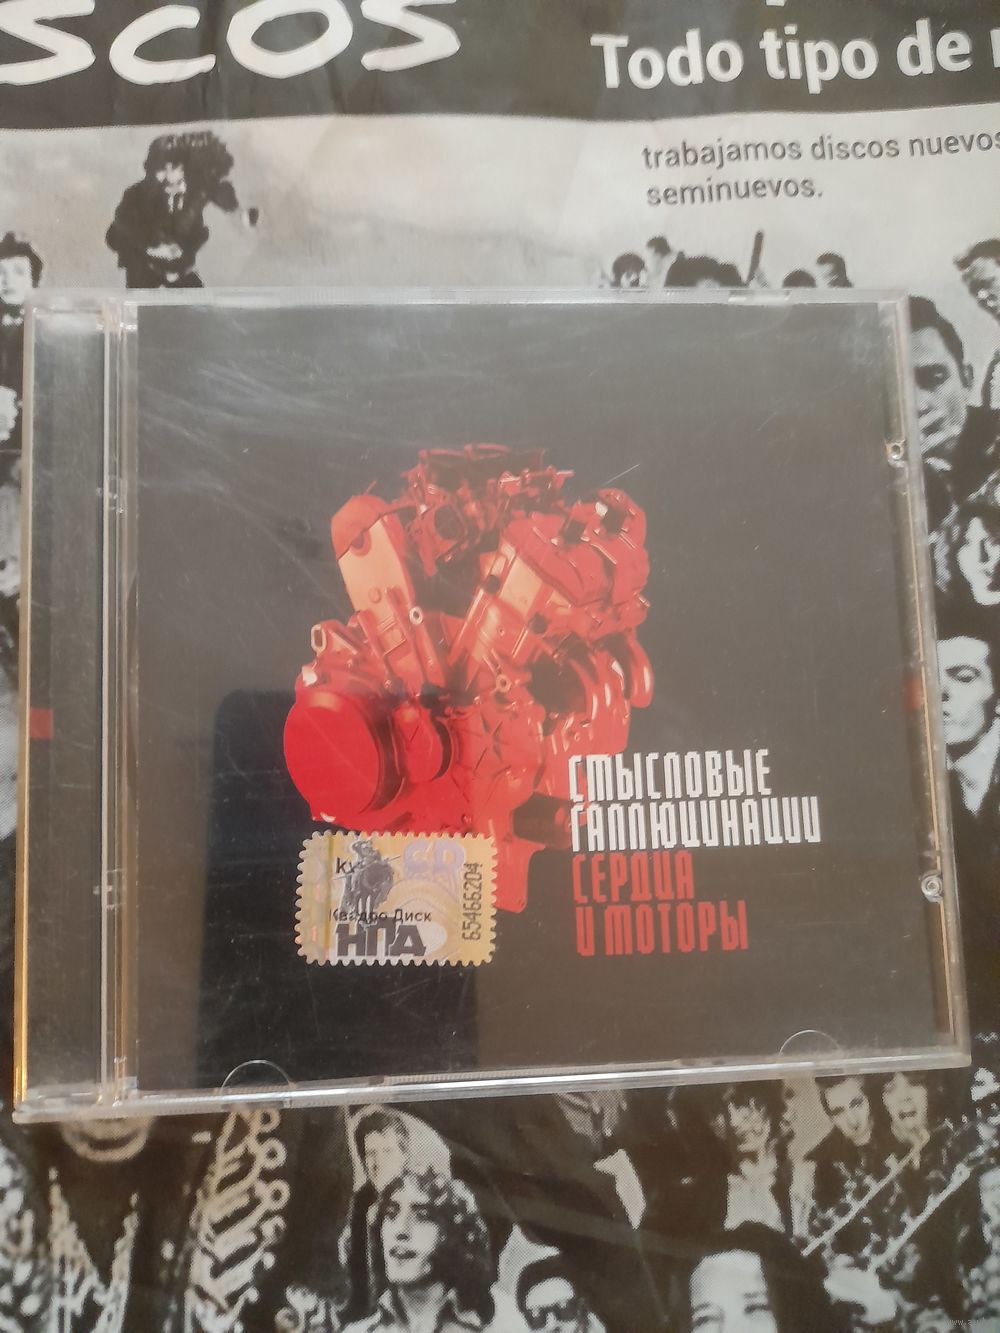 scos
Todo tipo de
trabajamos discos nuevos
seminuevos.
СМЫСЛОВЫЕ
ГАЛЛЮЦИНАЦИИ
СЕРДЦА
И МОТОРЫ
CD
Квадро Диск
НПД
65466204